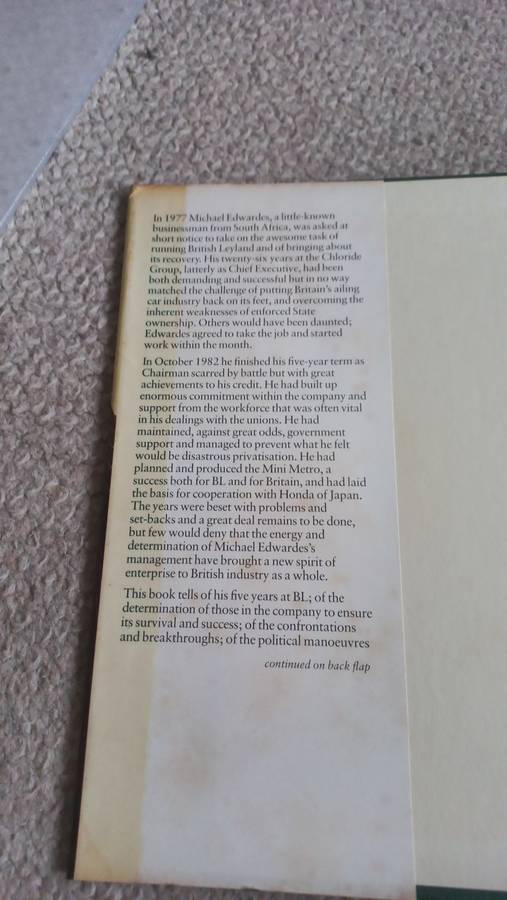 In 1977 Michael Edwardes, a little-known
businessman from South Africa, was asked at
short notice to take on the awesome task of
running British Leyland and of bringing about
its recovery. His twenty-six years at the Chloride
Group, latterly as Chief Executive, had been
both demanding and successful but in no way
matched the challenge of putting Britain's ailing
car industry back on its feet, and overcoming the
inherent weaknesses of enforced State
ownership. Others would have been daunted;
Edwardes agreed to take the job and started
work within the month.
In October 1982 he finished his five-year term as
Chairman scarred by battle but with great
achievements to his credit. He had built up
enormous commitment within the company and
support from the workforce that was often vital
in his dealings with the unions. He had
maintained, against great odds, government
support and managed to prevent what he felt
would be disastrous privatisation. He had
planned and produced the Mini Metro, a
success both for BL and for Britain, and had laid
the basis for cooperation with Honda of Japan.
The years were beset with problems and
set-backs and a great deal remains to be done,
but few would deny that the energy and
determination of Michael Edwardes's
management have brought a new spirit of
enterprise to British industry as a whole.
This book tells of his five years at BL; of the
determination of those in the company to ensure
its survival and success; of the confrontations
and breakthroughs; of the political manoeuvres
continued on back flap